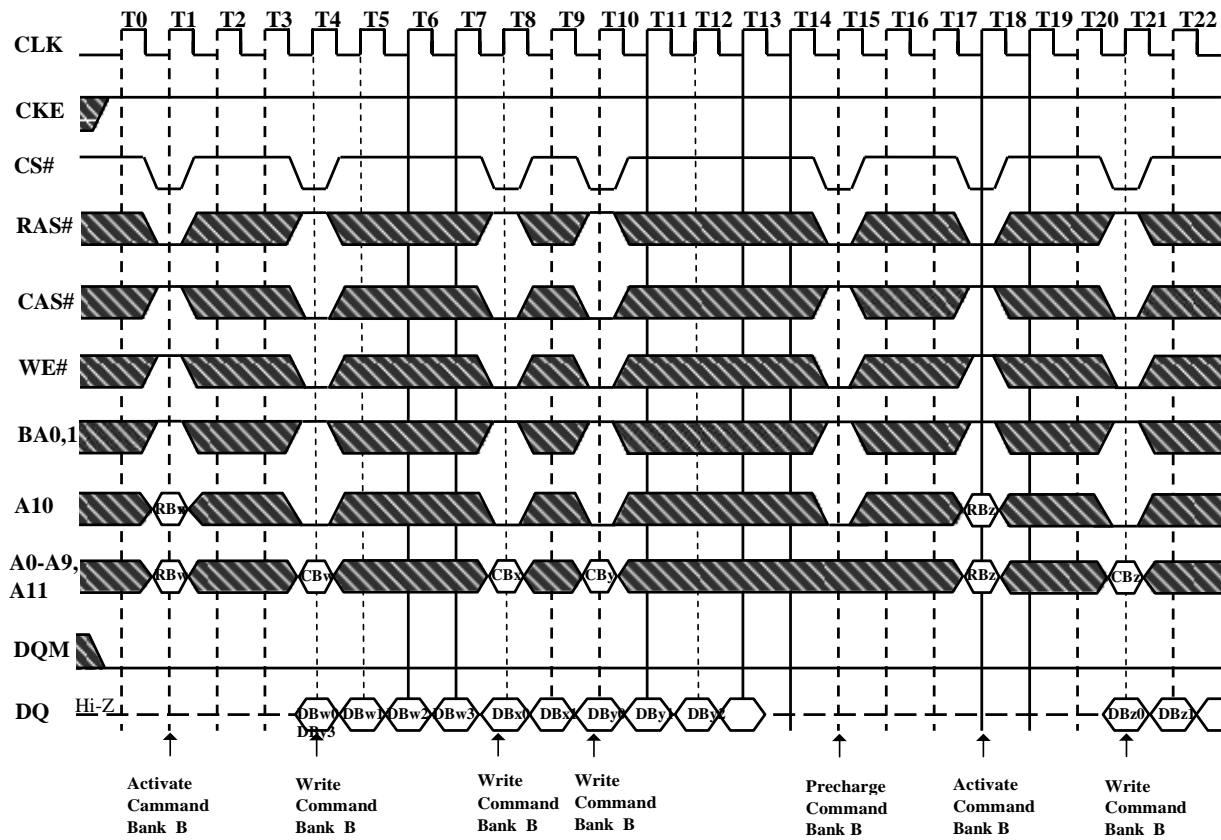 T0 T1 T2 T3 T4 T5 T6 T7 T8 T9 T10 T11 T12 T13 T14 T15 T16 T17 T18 T19 T20 T21 T22
CLK
CKE
CS#
RAS#
CAS#
WE#
BA0,1
A10 RBw RBz
A0-A9, RBw CBw CBx CBy RBz CBz
A11
DQM
DQ Hi-Z DBw0 DBw1 DBw2 DBw3 DBx0 DBx1 DBy0 DBy1 DBy2 DBz0 DBz1
DBy3
Activate Write Write Write Precharge Activate Write
Cammand Command Command Command Command Command Command
Bank B Bank B Bank B Bank B Bank B Bank B Bank B